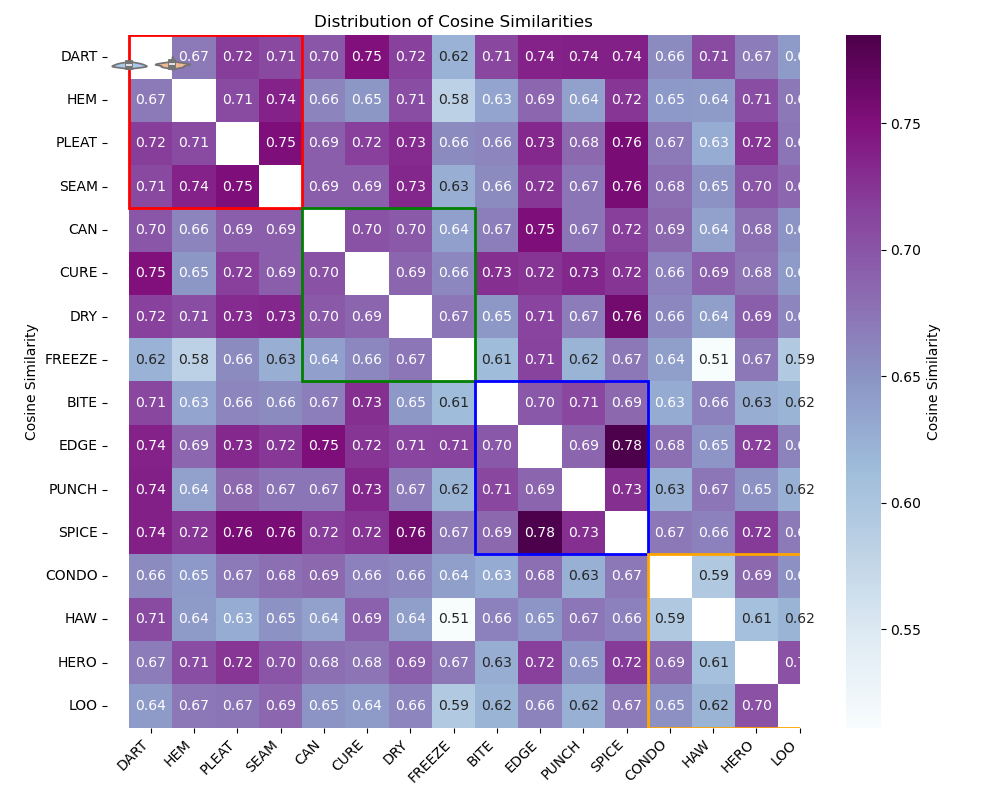 Distribution of Cosine Similarities
DART – 0.67 0.72 0.71 0.70 0.75 0.72 0.62 0.71 0.74 0.74 0.74 0.66 0.71 0.67
HEM – 0.67 0.71 0.74 0.66 0.65 0.71 0.58 0.63 0.69 0.64 0.72 0.65 0.64 0.71
PLEAT – 0.72 0.71 0.75 0.69 0.72 0.73 0.66 0.66 0.73 0.68 0.76 0.67 0.63 0.72
SEAM – 0.71 0.74 0.75 0.69 0.69 0.73 0.63 0.66 0.72 0.67 0.76 0.68 0.65 0.70
CAN – 0.70 0.66 0.69 0.69 0.70 0.70 0.64 0.67 0.75 0.67 0.72 0.69 0.64 0.68
CURE – 0.75 0.65 0.72 0.69 0.70 0.69 0.66 0.73 0.72 0.73 0.72 0.66 0.69 0.68
DRY – 0.72 0.71 0.73 0.73 0.70 0.69 0.67 0.65 0.71 0.67 0.76 0.66 0.64 0.69
FREEZE – 0.62 0.58 0.66 0.63 0.64 0.66 0.67 0.61 0.71 0.62 0.67 0.64 0.51 0.67 0.59
BITE – 0.71 0.63 0.66 0.66 0.67 0.73 0.65 0.61 0.70 0.71 0.69 0.63 0.66 0.63 0.62
EDGE – 0.74 0.69 0.73 0.72 0.75 0.72 0.71 0.71 0.70 0.69 0.78 0.68 0.65 0.72
PUNCH – 0.74 0.64 0.68 0.67 0.67 0.73 0.67 0.62 0.71 0.69 0.73 0.63 0.67 0.65 0.62
SPICE – 0.74 0.72 0.76 0.76 0.72 0.72 0.76 0.67 0.69 0.78 0.73 0.67 0.66 0.72
CONDO – 0.66 0.65 0.67 0.68 0.69 0.66 0.66 0.64 0.63 0.68 0.63 0.67 0.59 0.69
HAW – 0.71 0.64 0.63 0.65 0.64 0.69 0.64 0.51 0.66 0.65 0.67 0.66 0.59 0.61 0.62
HERO – 0.67 0.71 0.72 0.70 0.68 0.68 0.69 0.67 0.63 0.72 0.65 0.72 0.69 0.61
LOO – 0.64 0.67 0.67 0.69 0.65 0.64 0.66 0.59 0.62 0.66 0.62 0.67 0.65 0.62 0.70
DART HEM PLEAT SEAM CAN CURE DRY FREEZE BITE EDGE PUNCH SPICE CONDO HAW HERO LOO
Cosine Similarity
0.75
0.70
0.65
0.60
0.55
Cosine Similarity